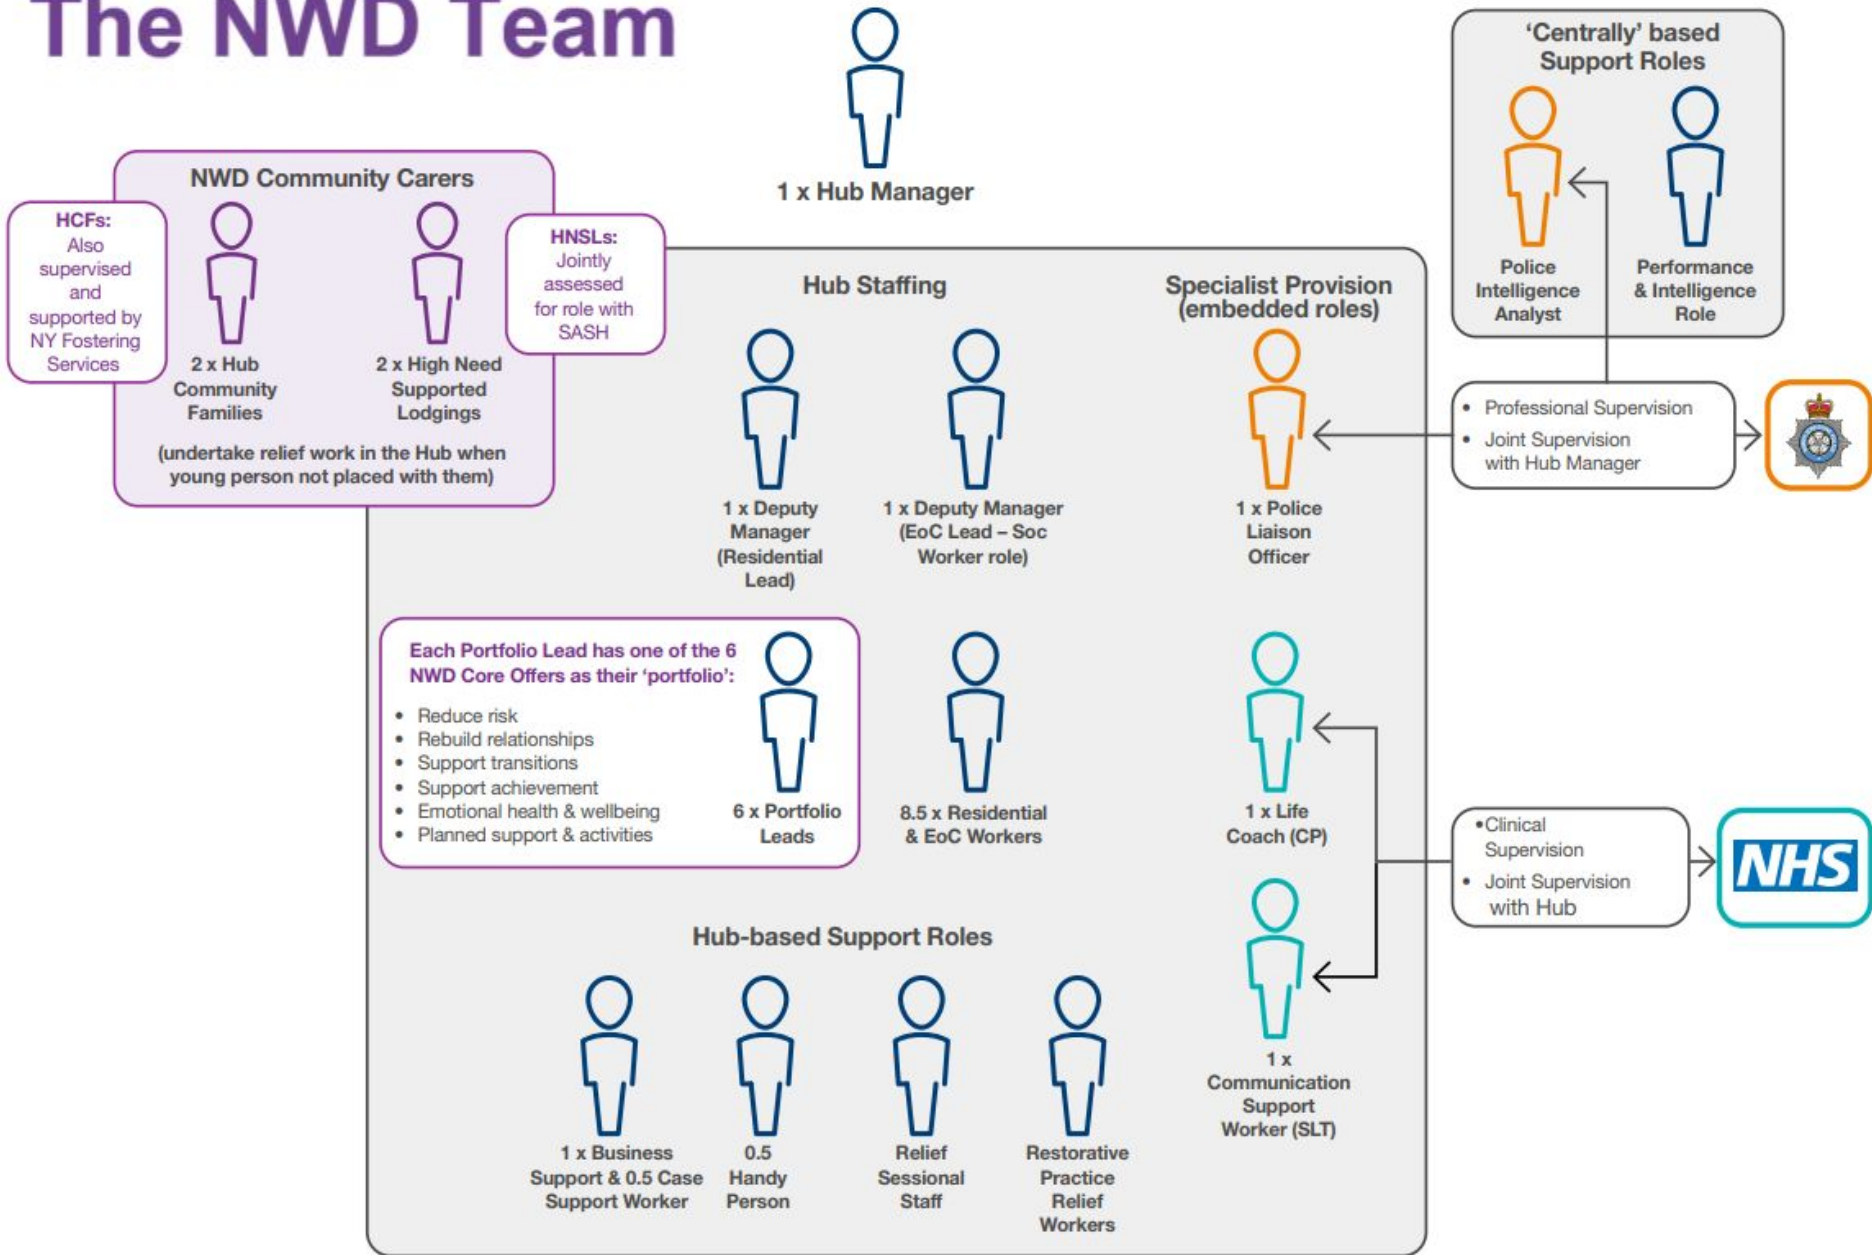 The NWD Team
1 x Hub Manager
'Centrally' based
Support Roles
Police
Intelligence
Analyst
Performance
& Intelligence
Role
NWD Community Carers
HCFs:
Also
supervised
and
supported by
NY Fostering
Services
2 x Hub
Community
Families
2 x High Need
Supported
Lodgings
HNSLs:
Jointly
assessed
for role with
SASH
(undertake relief work in the Hub when
young person not placed with them)
Hub Staffing
1 x Deputy
Manager
(Residential
Lead)
1 x Deputy Manager
(EoC Lead – Soc
Worker role)
Specialist Provision
(embedded roles)
1 x Police
Liaison
Officer
• Professional Supervision
• Joint Supervision
with Hub Manager
Each Portfolio Lead has one of the 6
NWD Core Offers as their 'portfolio':
• Reduce risk
• Rebuild relationships
• Support transitions
• Support achievement
• Emotional health & wellbeing
• Planned support & activities
6 x Portfolio
Leads
8.5 x Residential
& EoC Workers
1 x Life
Coach (CP)
•Clinical
Supervision
• Joint Supervision
with Hub
NHS
1 x
Communication
Support
Worker (SLT)
Hub-based Support Roles
1 x Business
Support & 0.5 Case
Support Worker
0.5
Handy
Person
Relief
Sessional
Staff
Restorative
Practice
Relief
Workers